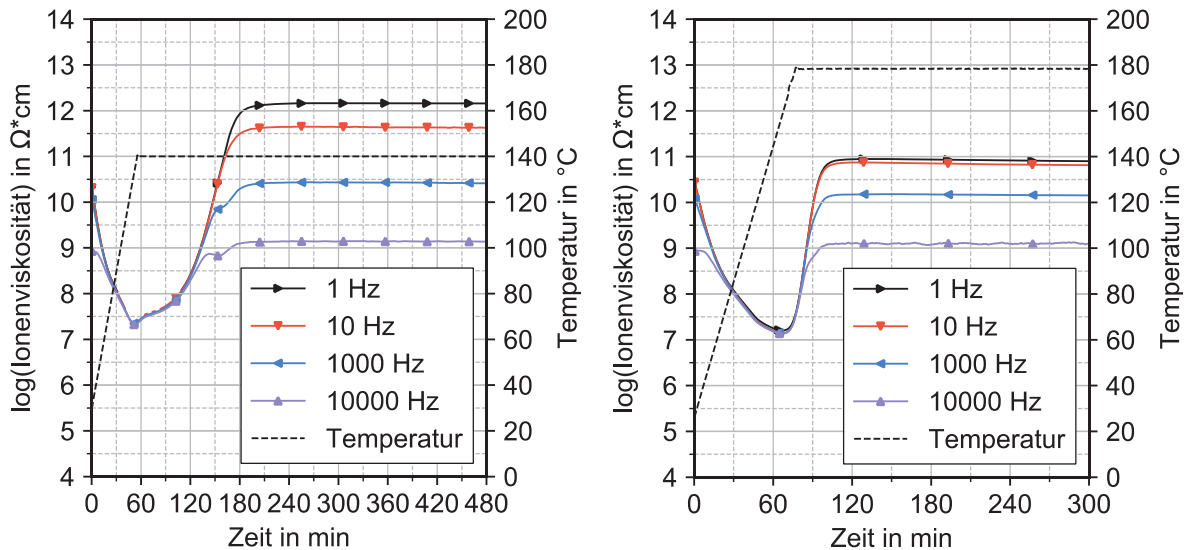 log(Ionenviskosität) in Ω*cm
14
13
12
11
10
9
8
7
6
5
4
200
180
160
140
120
100
80
60
40
20
0
Temperatur in °C
1 Hz
10 Hz
1000 Hz
10000 Hz
Temperatur
0 60 120 180 240 300 360 420 480
Zeit in min
log(Ionenviskosität) in Ω*cm
14
13
12
11
10
9
8
7
6
5
4
200
180
160
140
120
100
80
60
40
20
0
Temperatur in °C
1 Hz
10 Hz
1000 Hz
10000 Hz
Temperatur
0 60 120 180 240 300
Zeit in min